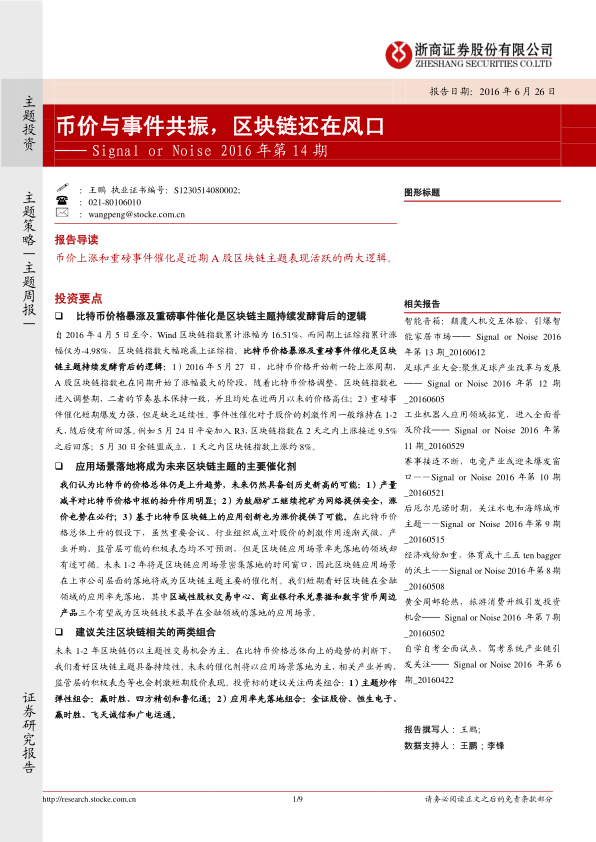 浙商证券股份有限公司
ZHESHANG SECURITIES CO.LTD
主题投资
报告日期：2016 年 6 月 26 日
币价与事件共振，区块链还在风口
—— Signal or Noise 2016 年第 14 期
主题策略—主题周报—
证券研究报告
：王鹏 执业证书编号：S1230514080002;
：021-80106010
：wangpeng@stocke.com.cn
报告导读
币价上涨和重磅事件催化是近期 A 股区块链主题表现活跃的两大逻辑。
投资要点
❑ 比特币价格暴涨及重磅事件催化是区块链主题持续发酵背后的逻辑
自 2016 年 4 月 5 日至今，Wind 区块链指数累计涨幅为 16.51%，而同期上证综指累计涨
幅仅为-4.98%，区块链指数大幅跑赢上证综指。比特币价格暴涨及重磅事件催化是区块
链主题持续发酵背后的逻辑：1）2016 年 5 月 27 日，比特币价格开始新一轮上涨周期，
A 股区块链指数也在同期开始了涨幅最大的阶段，随着比特币价格调整，区块链指数也
进入调整期，二者的节奏基本保持一致，并且均处在近两月以来的价格高位；2）重磅事
件催化短期爆发力强，但是缺乏延续性。事件性催化对于股价的刺激作用一般维持在 1-2
天，随后便有所回落。例如 5 月 24 日平安加入 R3，区块链指数在 2 天之内上涨接近 9.5%
之后回落；5 月 30 日金链盟成立，1 天之内区块链指数上涨约 8%。
❑ 应用场景落地将成为未来区块链主题的主要催化剂
我们认为比特币的价格总体仍是上升趋势，未来仍然具备创历史新高的可能：1）产量
减半对比特币价格中枢的抬升作用明显；2）为鼓励矿工继续挖矿为网络提供安全，涨
价也势在必行；3）基于比特币区块链上的应用创新也为涨价提供了可能。在比特币价
格总体上升的假设下，虽然重要会议、行业组织成立对股价的刺激作用逐渐式微、产
业并购、监管层可能的积极表态均不可预测，但是区块链应用场景率先落地的领域却
有迹可循。未来 1-2 年将是区块链应用场景密集落地的时间窗口，因此区块链应用场景
在上市公司层面的落地将成为区块链主题主要的催化剂。我们短期看好区块链在金融
领域的应用率先落地，其中区域性股权交易中心、商业银行承兑票据和数字货币周边
产品三个有望成为区块链技术最早在金融领域的落地的应用场景。
❑ 建议关注区块链相关的两类组合
未来 1-2 年区块链仍以主题性交易机会为主。在比特币价格总体向上的趋势的判断下，
我们看好区块链主题具备持续性。未来的催化剂将以应用场景落地为主，相关产业并购、
监管层的积极表态等也会刺激短期股价表现。投资标的建议关注两类组合：1）主题炒作
弹性组合：赢时胜、四方精创和鲁亿通；2）应用率先落地组合：金证股份、恒生电子、
赢时胜、飞天诚信和广电运通。
图形标题
相关报告
智能音箱：颠覆人机交互体验，引爆智
能家居市场—— Signal or Noise 2016
年第 13 期_20160612
足球产业大会:聚焦足球产业改革与发展
—— Signal or Noise 2016 年第 12 期
_20160605
工业机器人应用领域拓宽，进入全面普
及阶段—— Signal or Noise 2016 年第
11 期_20160529
赛事接连不断，电竞产业或迎来爆发窗
口——Signal or Noise 2016 年第 10 期
_20160521
后厄尔尼诺时期，关注水电和海绵城市
主题——Signal or Noise 2016 年第 9 期
_20160515
经济戏份加重，体育成十三五 ten bagger
的沃土——Signal or Noise 2016 年第 8 期
_20160508
黄金周郊轮热，旅游消费升级引发投资
机会—— Signal or Noise 2016 年第 7 期
_20160502
自学自考全面试点、驾考系统产业链引
发关注—— Signal or Noise 2016 年第 6
期_20160422
报告撰写人：王鹏;
数据支持人：王鹏；李锋
http://research.stocke.com.cn
1/9
请务必阅读正文之后的免责条款部分